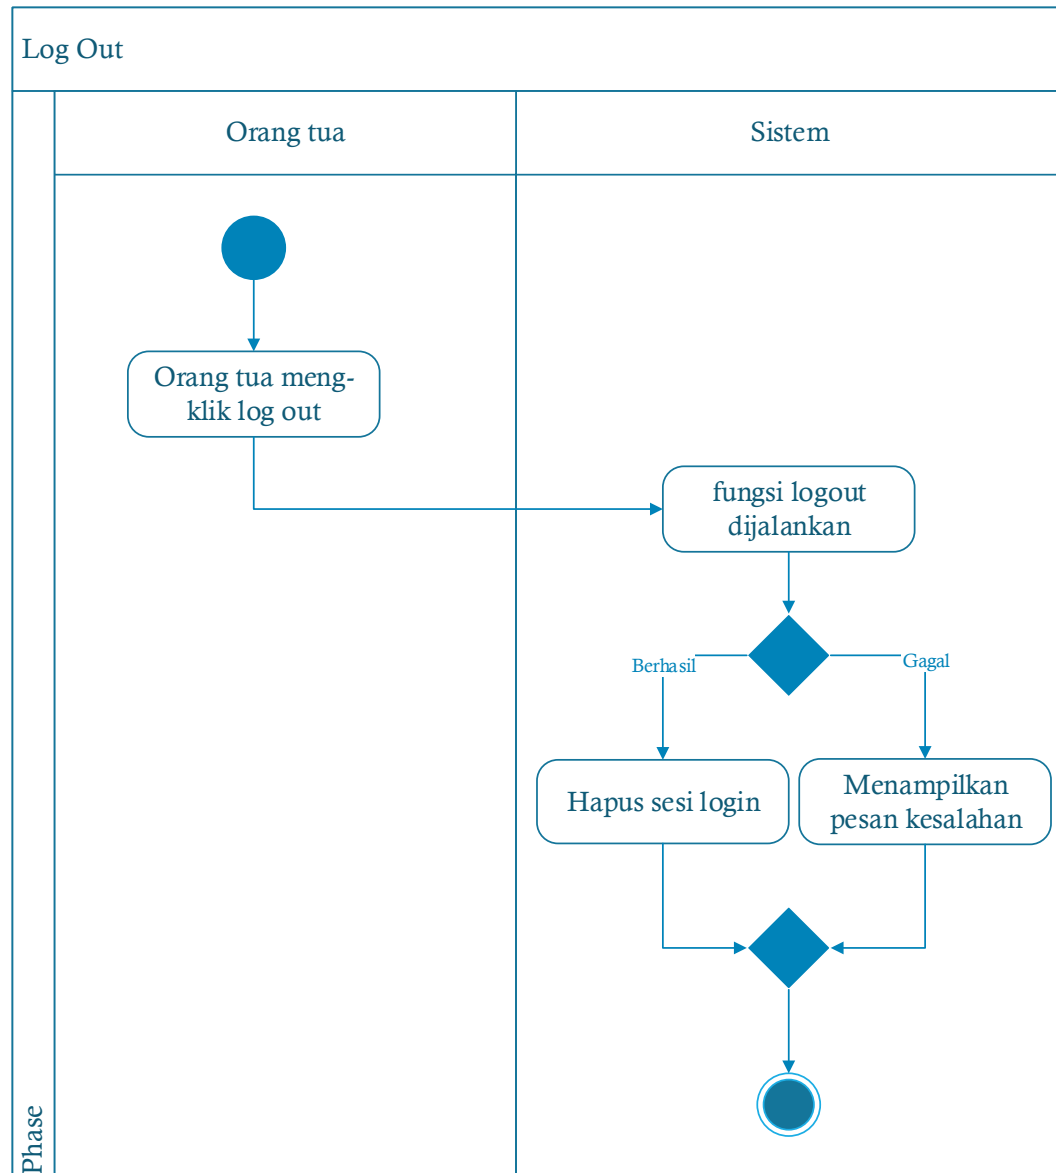 Log Out
Orang tua
Sistem
Orang tua meng-
klik log out
fungsi logout
dijalankan
Berhasil
Gagal
Hapus sesi login
Menampilkan
pesan kesalahan
Phase